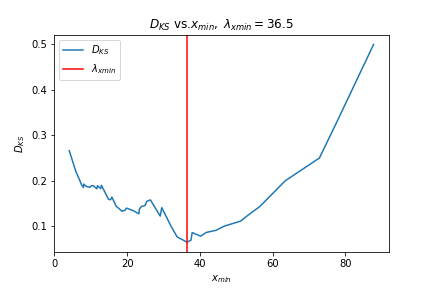 D_KS vs.x_min, λ_xmin = 36.5
D_KS
λ_xmin
0.5
0.4
0.3
0.2
0.1
D_KS
0 20 40 60 80
x_min